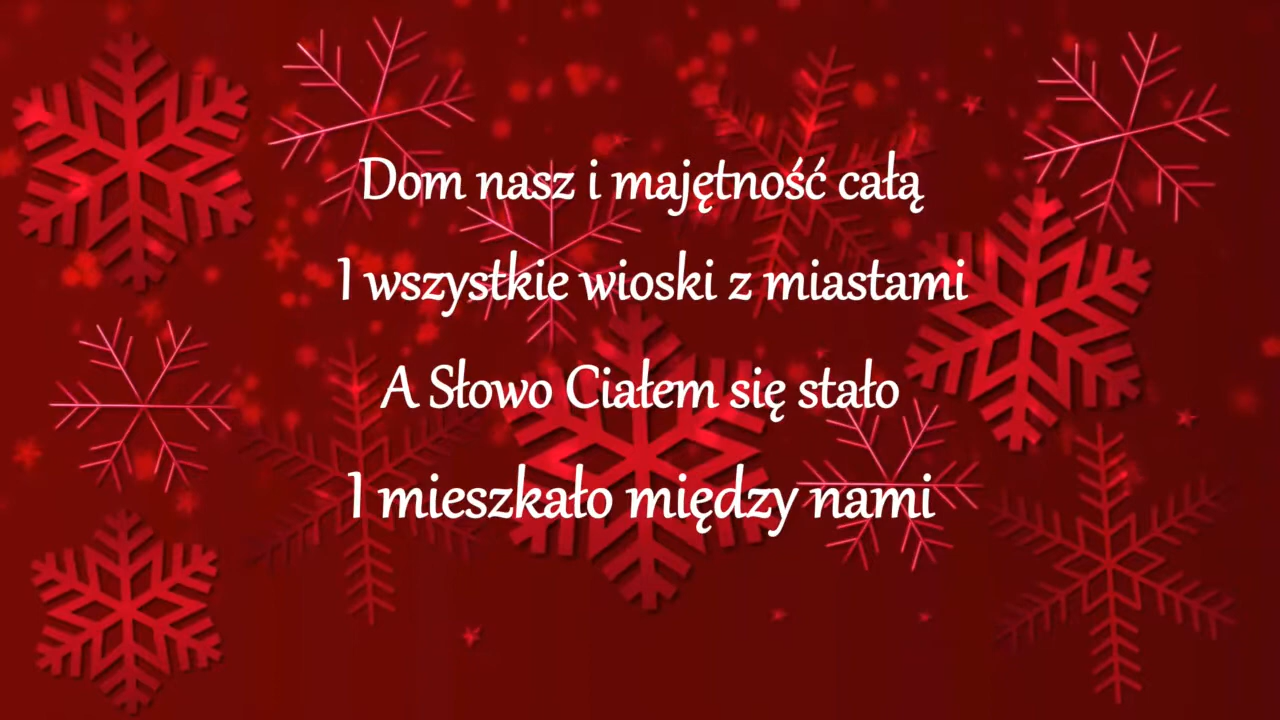 Dom nasz i majętność całą
I wszystkie wioski z miastami
A Słowo Ciałem się stało
I mieszkało między nami